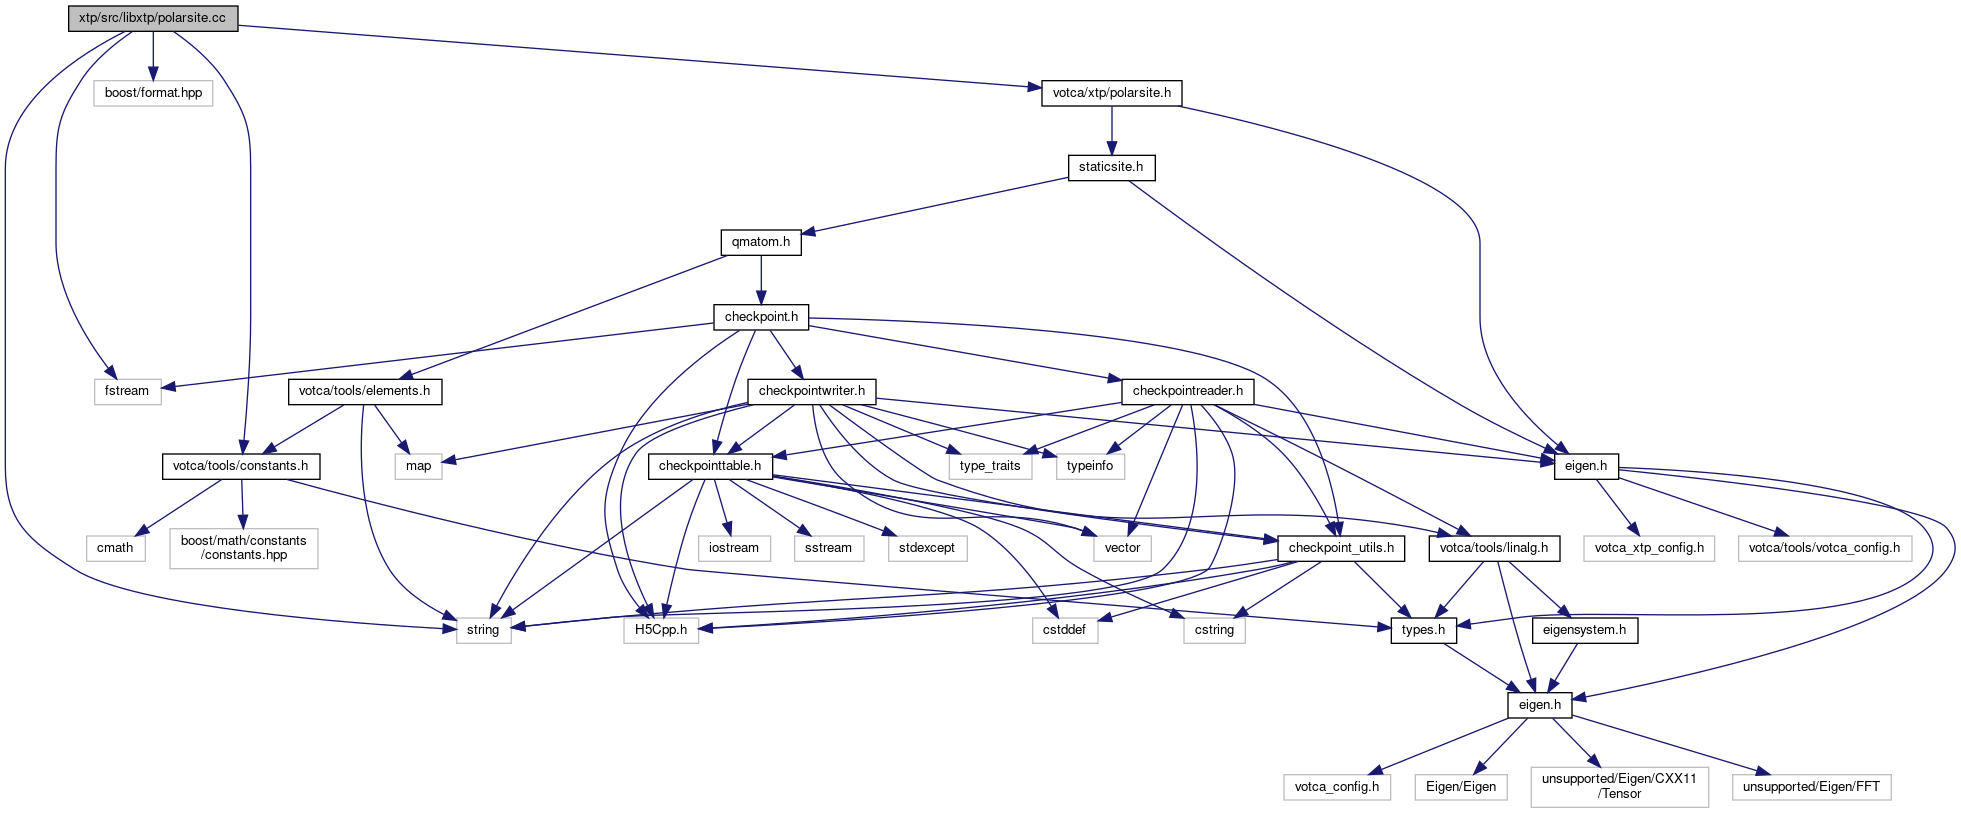 xtp/src/libxtp/polarsite.cc
boost/format.hpp
votca/xtp/polarsite.h
staticsite.h
qmatom.h
checkpoint.h
fstream
votca/tools/elements.h
checkpointwriter.h
checkpointreader.h
votca/tools/constants.h
map
checkpointtable.h
type_traits
typeinfo
eigen.h
cmath
boost/math/constants
/constants.hpp
iostream
sstream
stdexcept
vector
checkpoint_utils.h
votca/tools/linalg.h
votca_xtp_config.h
votca/tools/votca_config.h
string
H5Cpp.h
cstddef
cstring
types.h
eigensystem.h
eigen.h
votca_config.h
Eigen/Eigen
unsupported/Eigen/CXX11
/Tensor
unsupported/Eigen/FFT